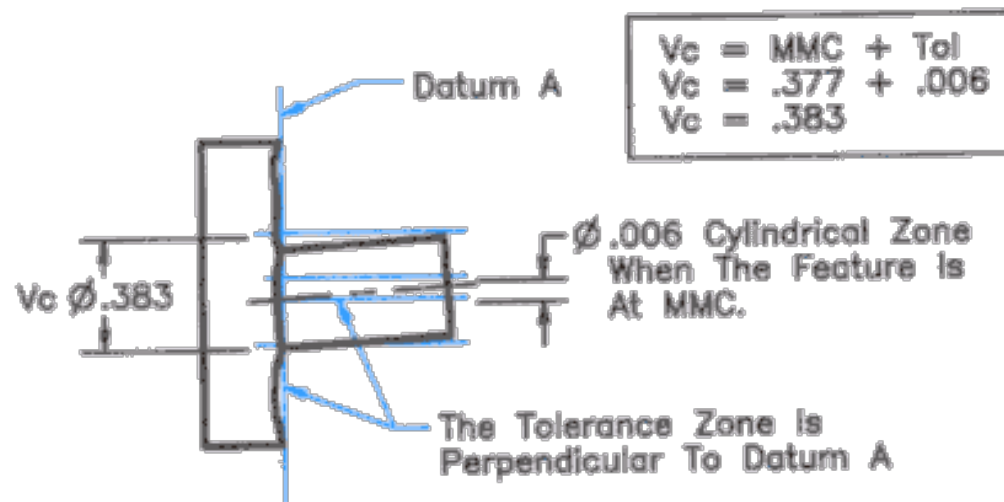 Vc = MMC + Tol
Vc = .377 + .006
Vc = .383
Datum A
Ø .006 Cylindrical Zone
When The Feature Is
At MMC.
Vc Ø.383
The Tolerance Zone Is
Perpendicular To Datum A